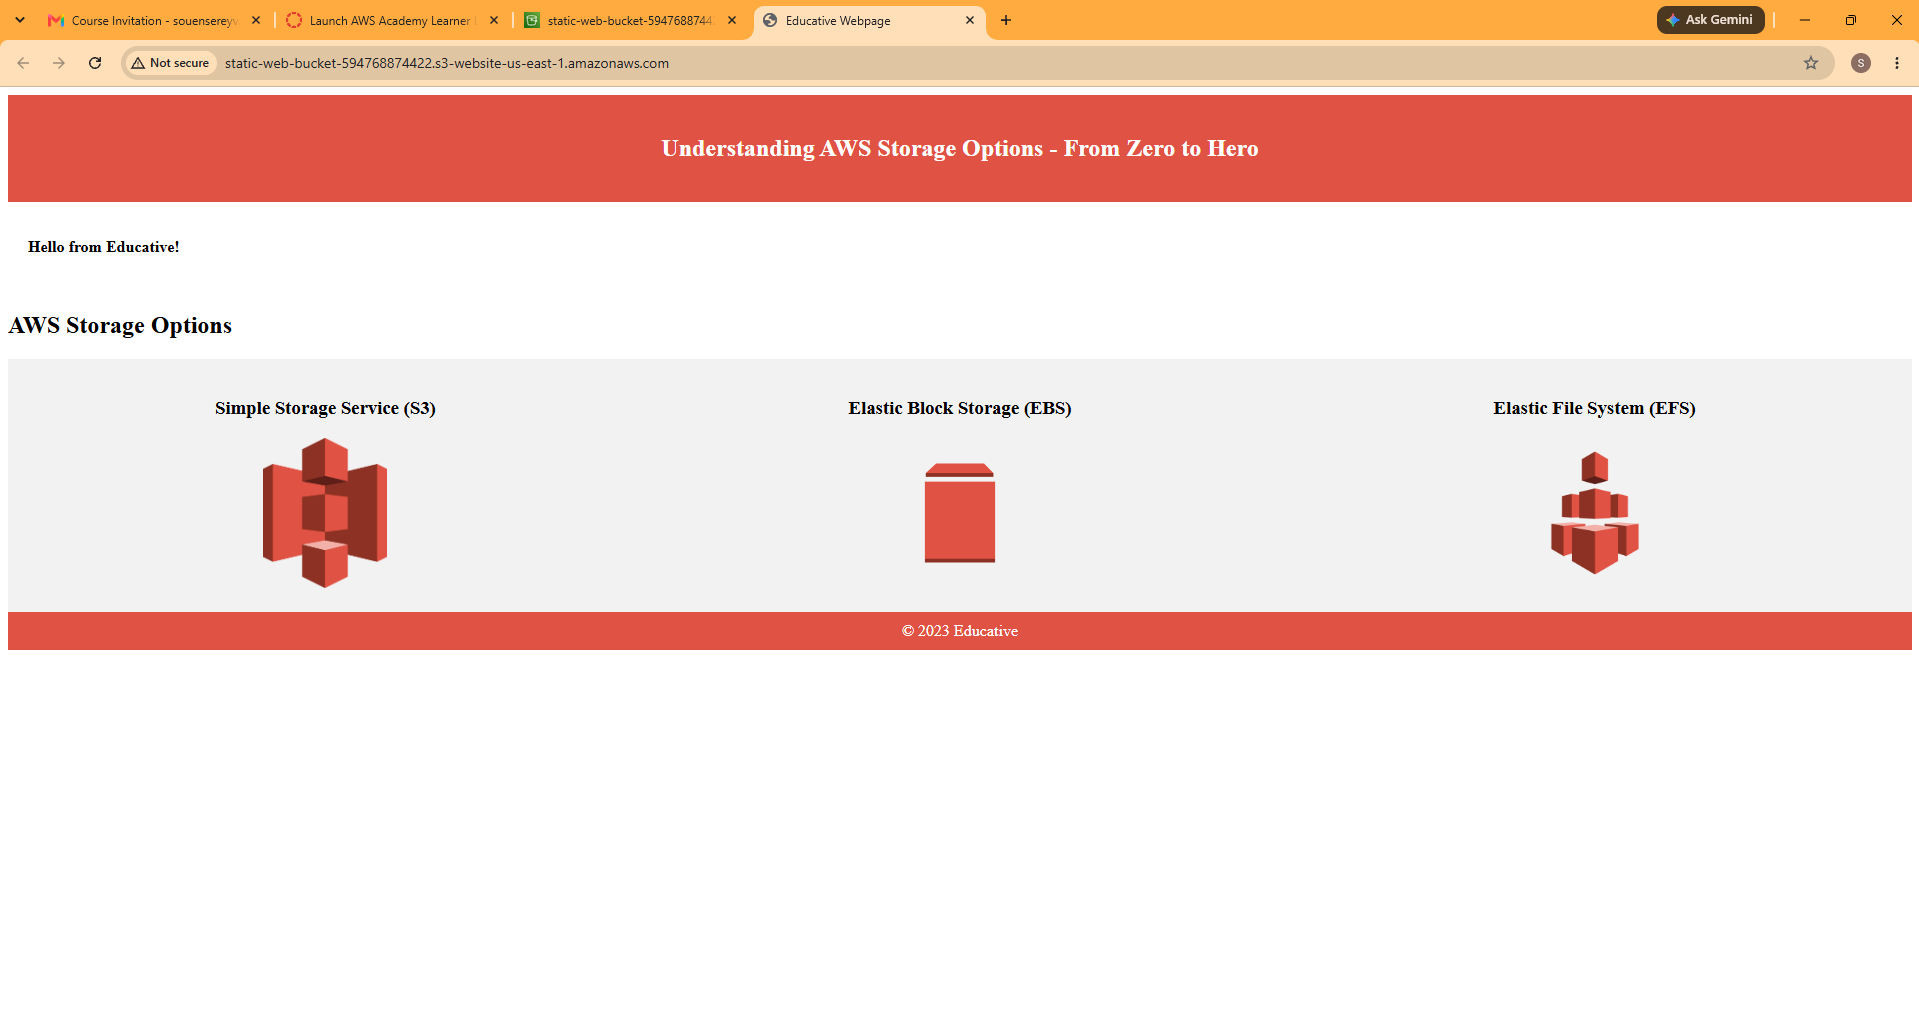 Course Invitation - souensereyv
Launch AWS Academy Learner
static-web-bucket-5947688744
Educative Webpage
Ask Gemini
Not secure
static-web-bucket-594768874422.s3-website-us-east-1.amazonaws.com
S
Understanding AWS Storage Options - From Zero to Hero
Hello from Educative!
AWS Storage Options
Simple Storage Service (S3)
Elastic Block Storage (EBS)
Elastic File System (EFS)
© 2023 Educative